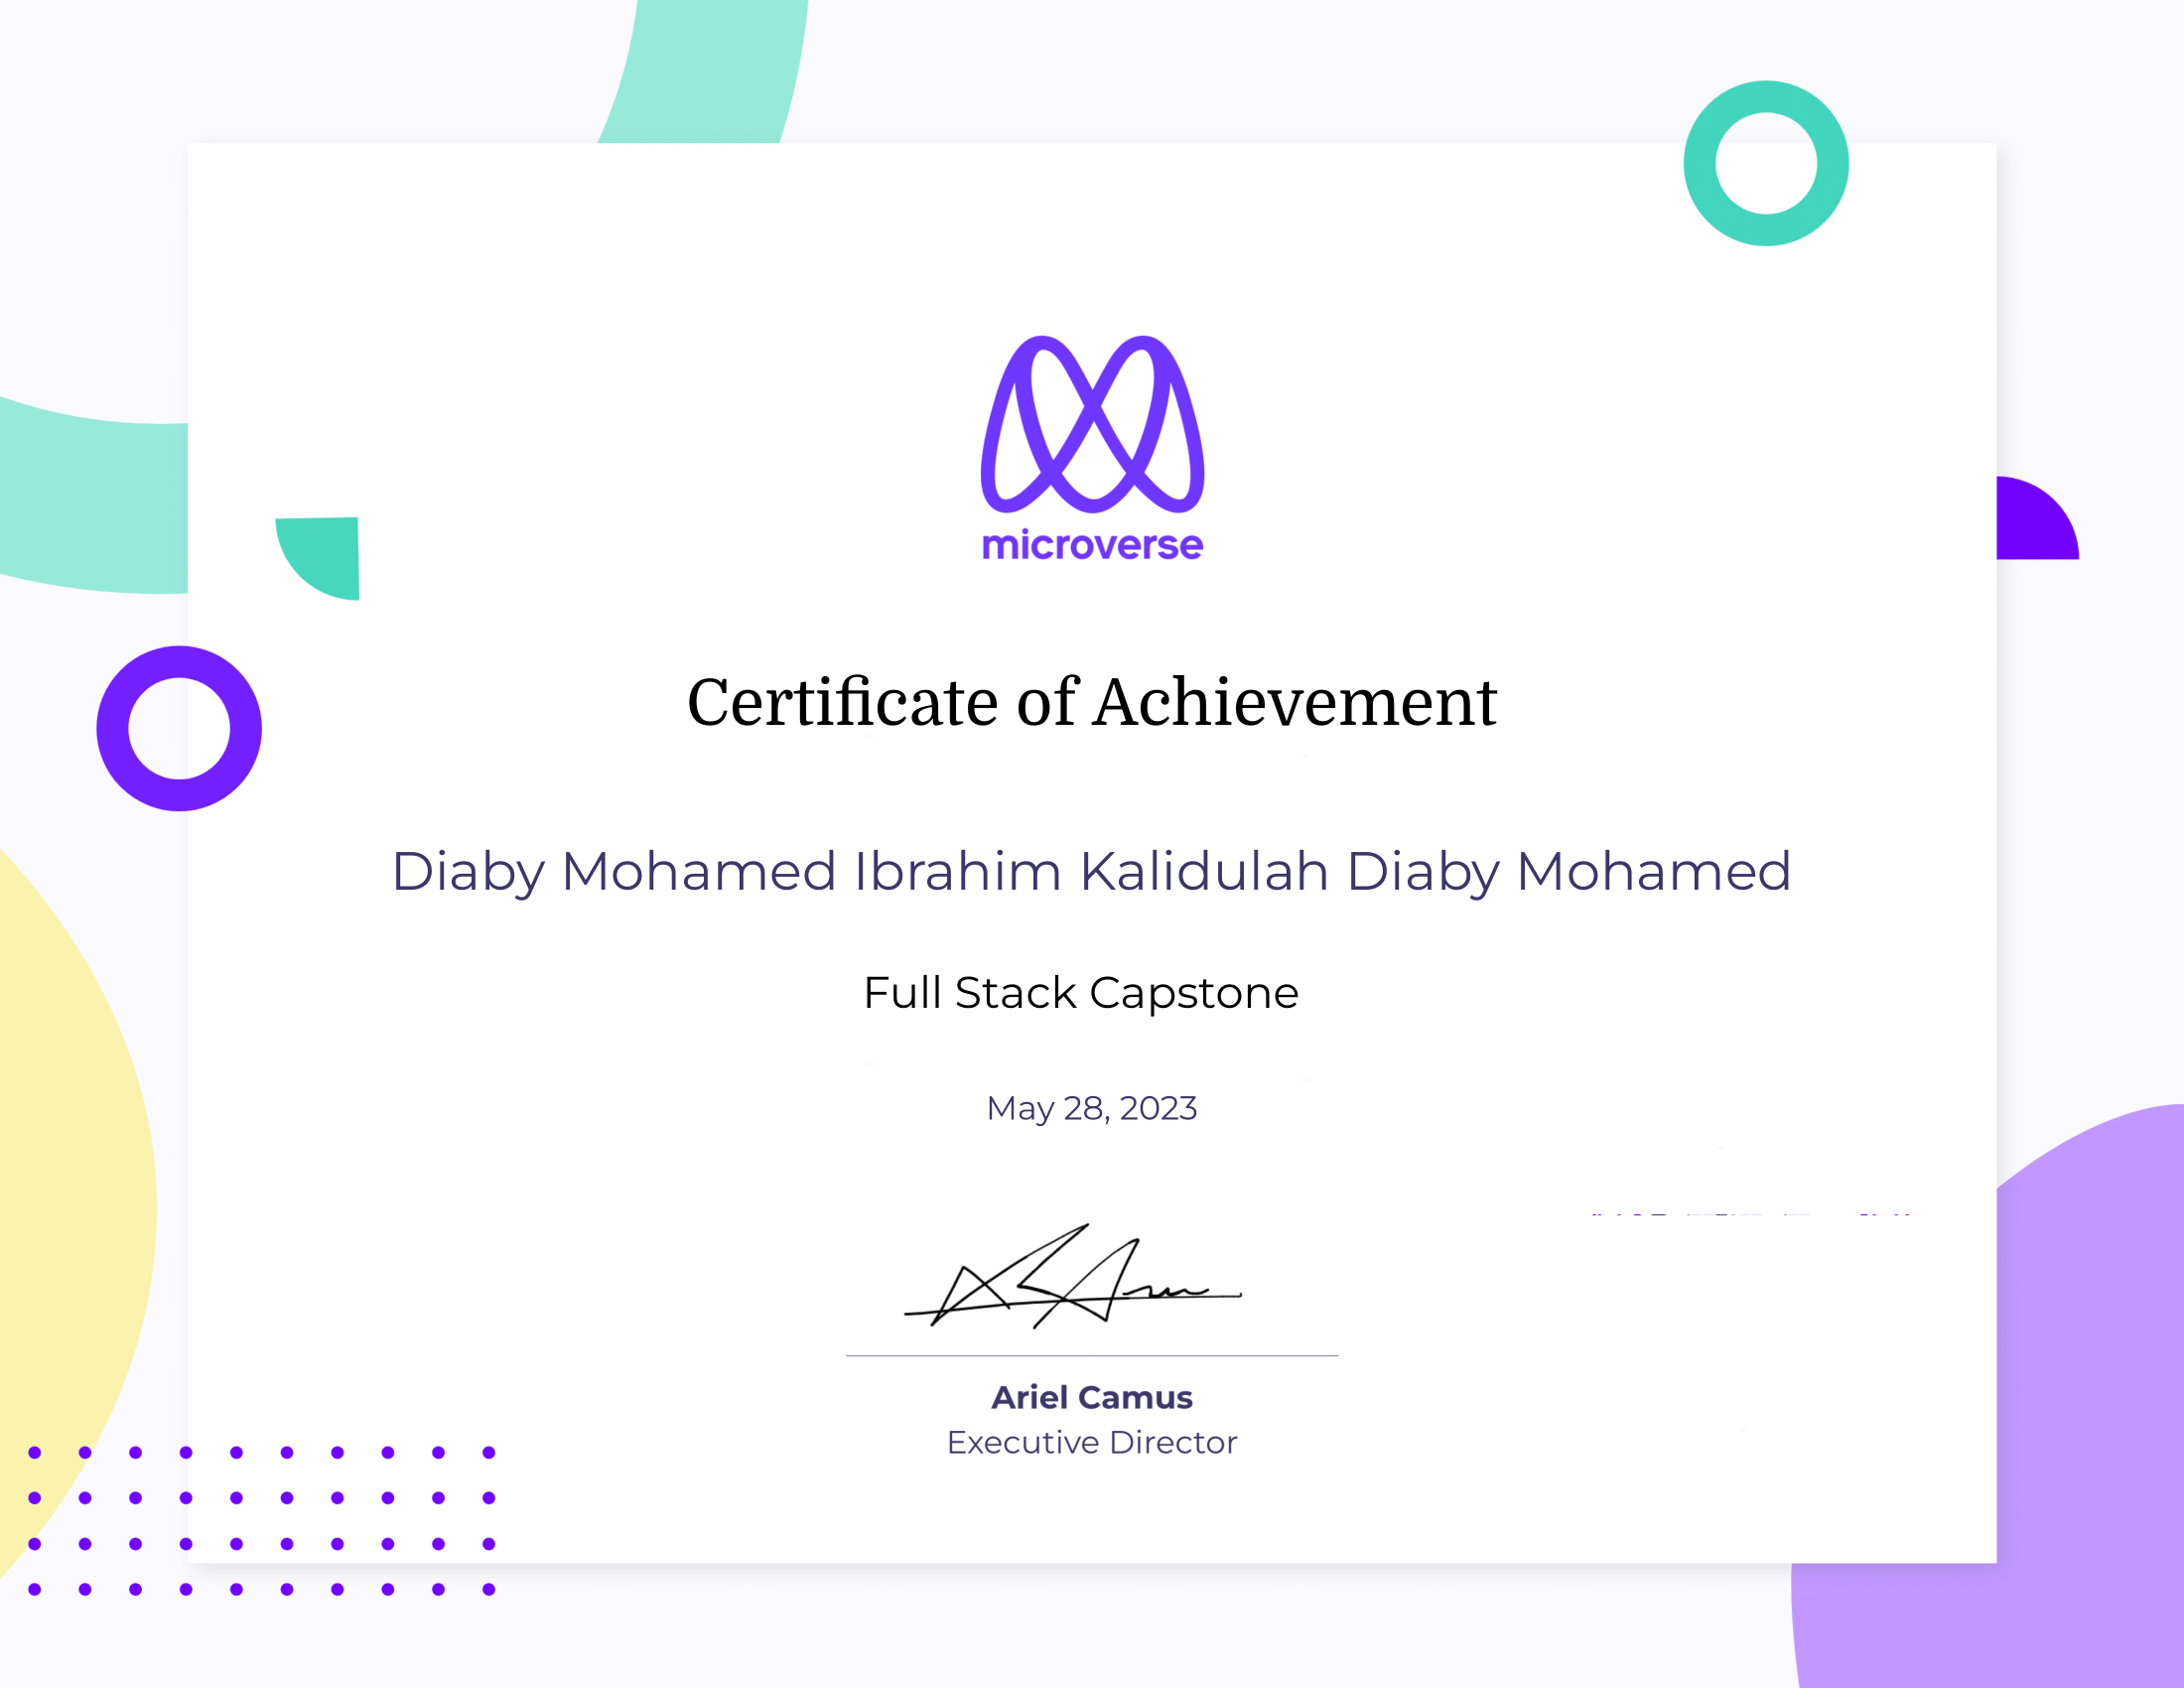 microverse
Certificate of Achievement
Diaby Mohamed Ibrahim Kalidulah Diaby Mohamed
Full Stack Capstone
May 28, 2023
Ariel Camus
Executive Director